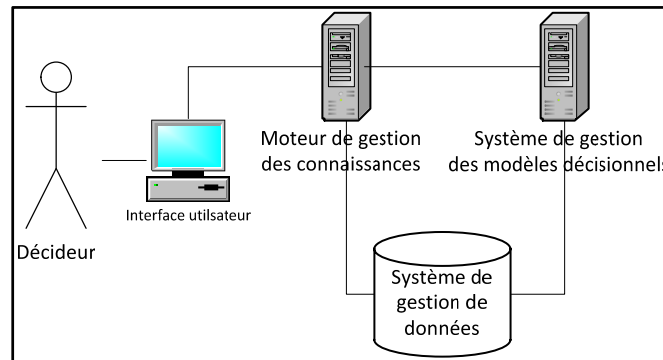 Moteur de gestion
des connaissances
Système de gestion
des modèles décisionnels
Interface utilsateur
Décideur
Système de
gestion de
données